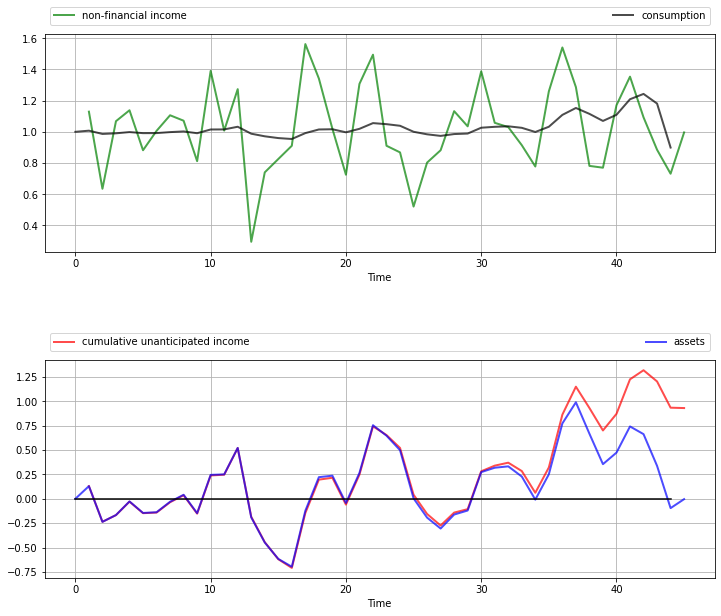 non-financial income consumption
1.6
1.4
1.2
1.0
0.8
0.6
0.4
0 10 20 30 40
Time
cumulative unanticipated income assets
1.25
1.00
0.75
0.50
0.25
0.00
−0.25
−0.50
−0.75
0 10 20 30 40
Time